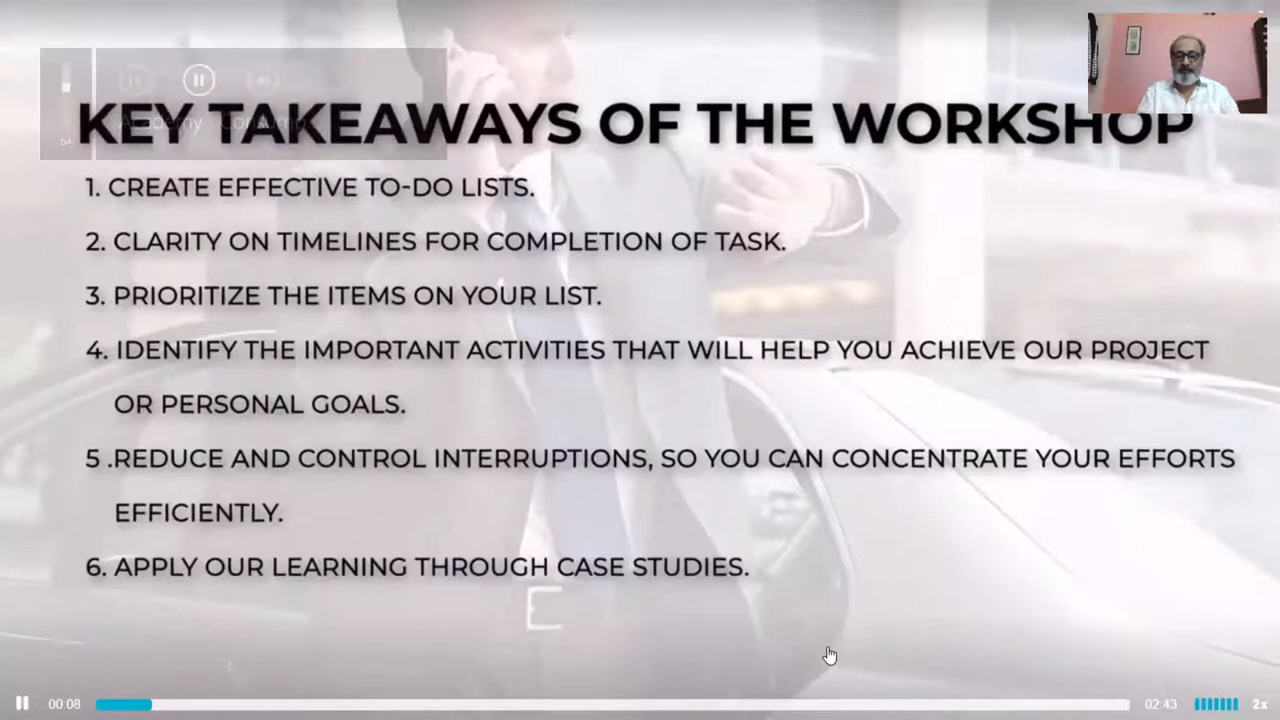 KEY TAKEAWAYS OF THE WORKSHOP
1. CREATE EFFECTIVE TO-DO LISTS.
2. CLARITY ON TIMELINES FOR COMPLETION OF TASK.
3. PRIORITIZE THE ITEMS ON YOUR LIST.
4. IDENTIFY THE IMPORTANT ACTIVITIES THAT WILL HELP YOU ACHIEVE OUR PROJECT
OR PERSONAL GOALS.
5 .REDUCE AND CONTROL INTERRUPTIONS, SO YOU CAN CONCENTRATE YOUR EFFORTS
EFFICIENTLY.
6. APPLY OUR LEARNING THROUGH CASE STUDIES.
00:08
02:43
2x